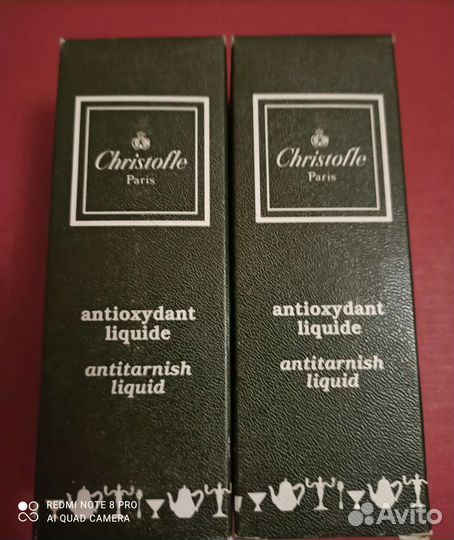 Christofle
Paris
antioxydant
liquide
antitarnish
liquid
Christofle
Paris
antioxydant
liquide
antitarnish
liquid
REDMI NOTE 8 PRO
AI QUAD CAMERA
Avito